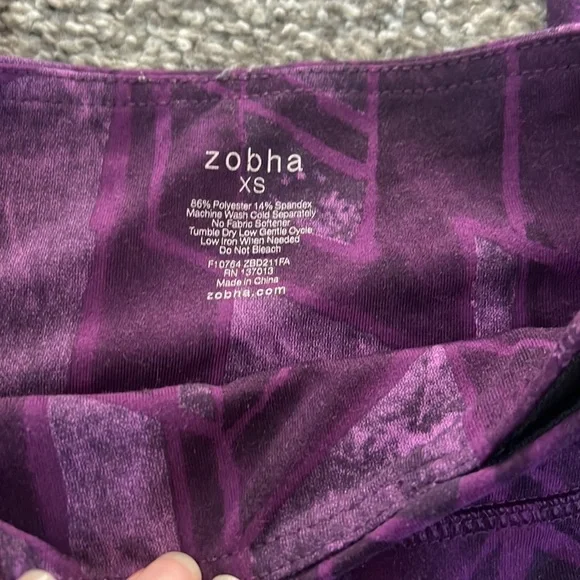 zobha
XS
86% Polyester 14% Spandex
Machine Wash Cold Separately
No Fabric Softener
Tumble Dry Low Gentle Cycle
Low Iron When Needed
Do Not Bleach
F10764 ZBD211FA
RN 137013
Made in China
zobha.com